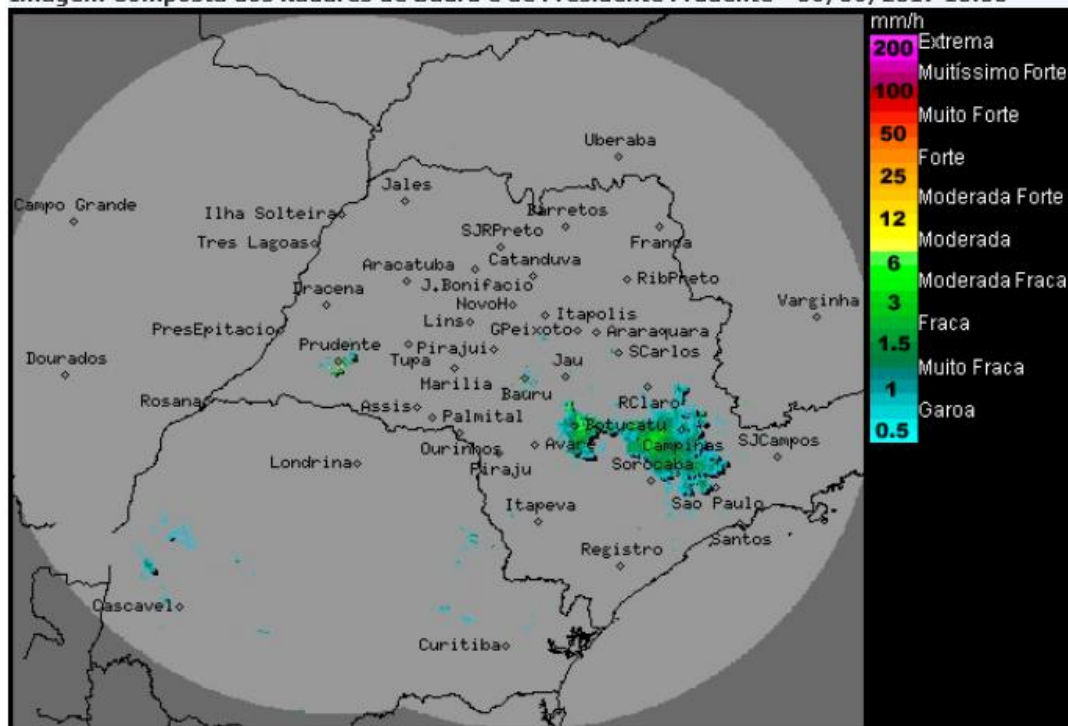 mm/h
200 Extrema
Muitíssimo Forte
100
Muito Forte
50
Forte
25
Moderada Forte
12
Moderada
6
Moderada Fraca
3
Fraca
1.5
Muito Fraca
1
Garoa
0.5
Uberaba
Jales
Campo Grande
Ilha Solteira
Barretos
Tres Lagoas
SJRPreto
Franca
Aracatuba
Catanduva
J.Bonifacio
RibPreto
Dracena
NovoH
Varginha
Itapolis
PresEpitacio
Lins
GPeixoto
Araraquara
Prudente
Tupa
Pirajui
SCarlos
Dourados
Marilia
Jau
Bauru
Rosana
Assis
Palmital
RClaro
Botucatu
Ourinhos
Avare
Campinas
SJCampos
Londrina
Piraju
Sorocaba
Itapeva
Sao Paulo
Santos
Registro
Cascavel
Curitiba